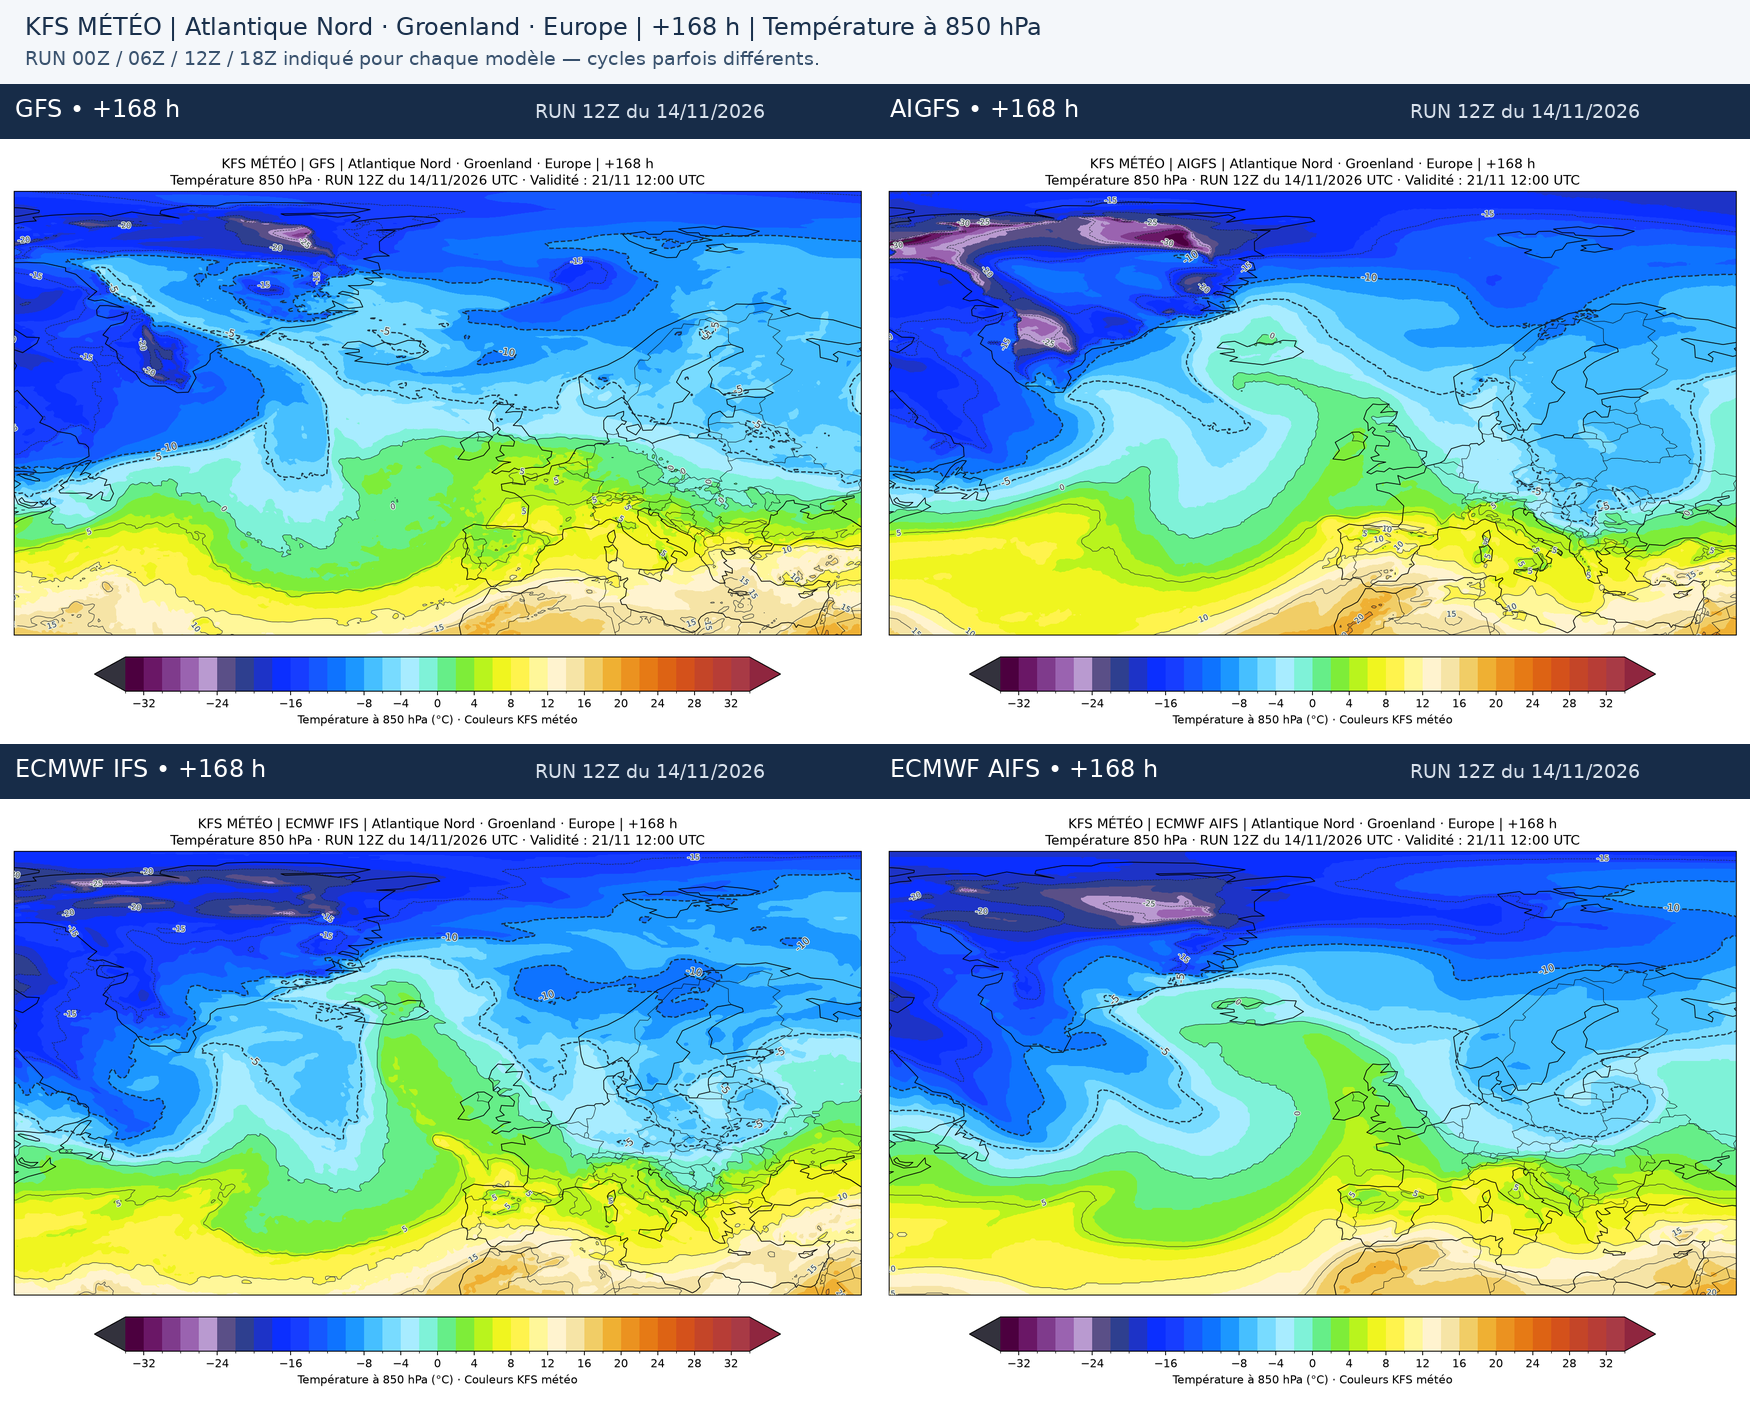 KFS MÉTÉO | Atlantique Nord · Groenland · Europe | +168 h | Température à 850 hPa
RUN 00Z / 06Z / 12Z / 18Z indiqué pour chaque modèle — cycles parfois différents.
GFS • +168 h
RUN 12Z du 14/11/2026
AIGFS • +168 h
RUN 12Z du 14/11/2026
KFS MÉTÉO | GFS | Atlantique Nord · Groenland · Europe | +168 h
Température 850 hPa · RUN 12Z du 14/11/2026 UTC · Validité : 21/11 12:00 UTC
KFS MÉTÉO | AIGFS | Atlantique Nord · Groenland · Europe | +168 h
Température 850 hPa · RUN 12Z du 14/11/2026 UTC · Validité : 21/11 12:00 UTC
−32 −24 −16 −8 −4 0 4 8 12 16 20 24 28 32
Température à 850 hPa (°C) · Couleurs KFS météo
−32 −24 −16 −8 −4 0 4 8 12 16 20 24 28 32
Température à 850 hPa (°C) · Couleurs KFS météo
ECMWF IFS • +168 h
RUN 12Z du 14/11/2026
ECMWF AIFS • +168 h
RUN 12Z du 14/11/2026
KFS MÉTÉO | ECMWF IFS | Atlantique Nord · Groenland · Europe | +168 h
Température 850 hPa · RUN 12Z du 14/11/2026 UTC · Validité : 21/11 12:00 UTC
KFS MÉTÉO | ECMWF AIFS | Atlantique Nord · Groenland · Europe | +168 h
Température 850 hPa · RUN 12Z du 14/11/2026 UTC · Validité : 21/11 12:00 UTC
−32 −24 −16 −8 −4 0 4 8 12 16 20 24 28 32
Température à 850 hPa (°C) · Couleurs KFS météo
−32 −24 −16 −8 −4 0 4 8 12 16 20 24 28 32
Température à 850 hPa (°C) · Couleurs KFS météo